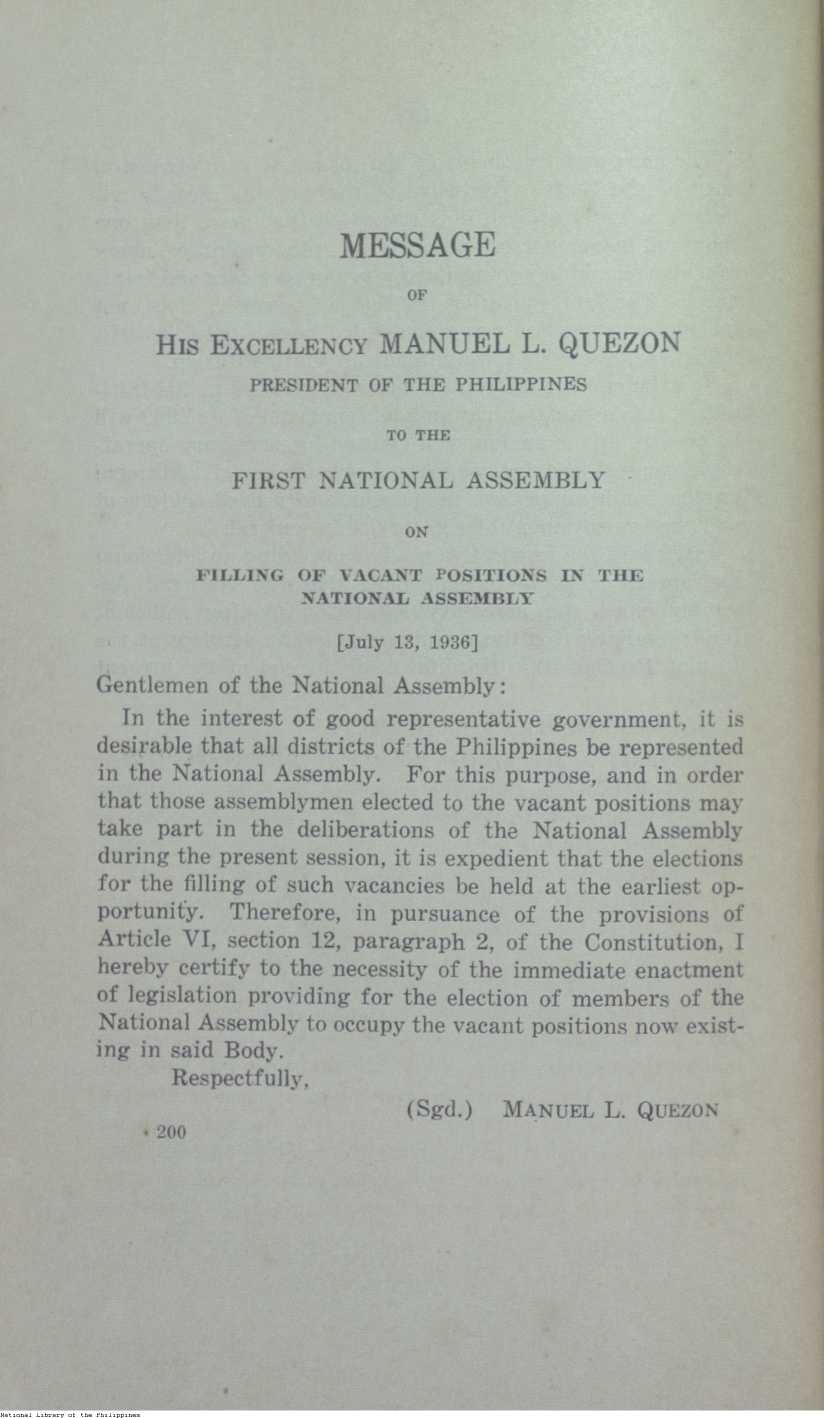 MESSAGE
OF
HIS EXCELLENCY MANUEL L. QUEZON
PRESIDENT OF THE PHILIPPINES
TO THE
FIRST NATIONAL ASSEMBLY
ON
FILLING OF VACANT POSITIONS IN THE
NATIONAL ASSEMBLY
[July 13, 1936]
Gentlemen of the National Assembly:
In the interest of good representative government, it is
desirable that all districts of the Philippines be represented
in the National Assembly. For this purpose, and in order
that those assemblymen elected to the vacant positions may
take part in the deliberations of the National Assembly
during the present session, it is expedient that the elections
for the filling of such vacancies be held at the earliest op-
portunity. Therefore, in pursuance of the provisions of
Article VI, section 12, paragraph 2, of the Constitution, I
hereby certify to the necessity of the immediate enactment
of legislation providing for the election of members of the
National Assembly to occupy the vacant positions now exist-
ing in said Body.
Respectfully,
(Sgd.) MANUEL L. QUEZON
200
National Library of the Philippines